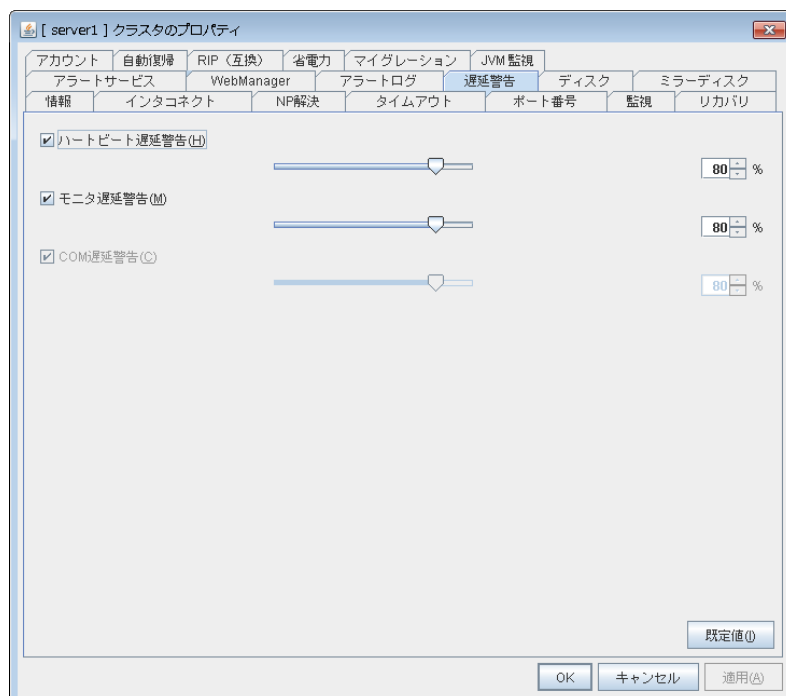 [ server1 ] クラスタのプロパティ
アカウント 自動復帰 RIP（互換） 省電力 マイグレーション JVM 監視
アラートサービス WebManager アラートログ 遅延警告 ディスク ミラーディスク
情報 インタコネクト NP解決 タイムアウト ポート番号 監視 リカバリ
ハートビート遅延警告(H)
80 %
モニタ遅延警告(M)
80 %
COM遅延警告(C)
80 %
既定値(I)
OK キャンセル 適用(A)